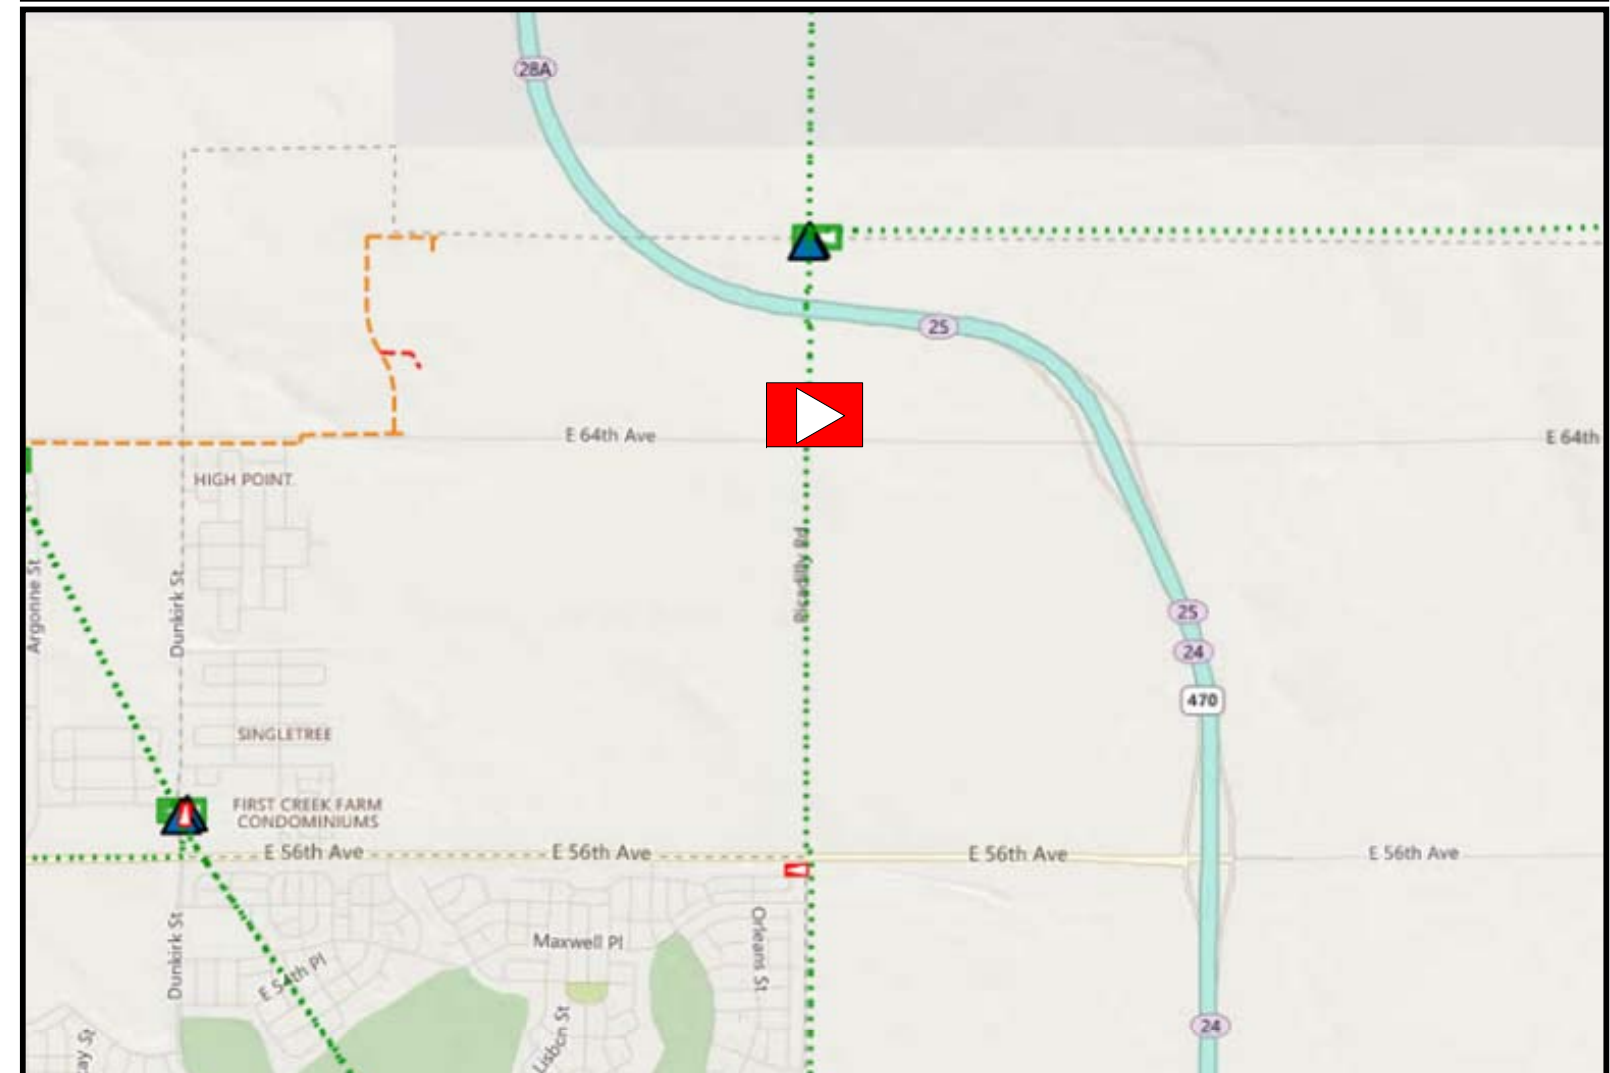 28A
25
E 64th Ave
E 64th
HIGH POINT
Picadilly Rd
Argonne St
Dunkirk St
25
24
470
SINGLETREE
FIRST CREEK FARM
CONDOMINIUMS
E 56th Ave
E 56th Ave
E 56th Ave
E 56th Ave
Dunkirk St
Orleans St
Maxwell Pl
E 54th Pl
Lisbon St
ay St
24